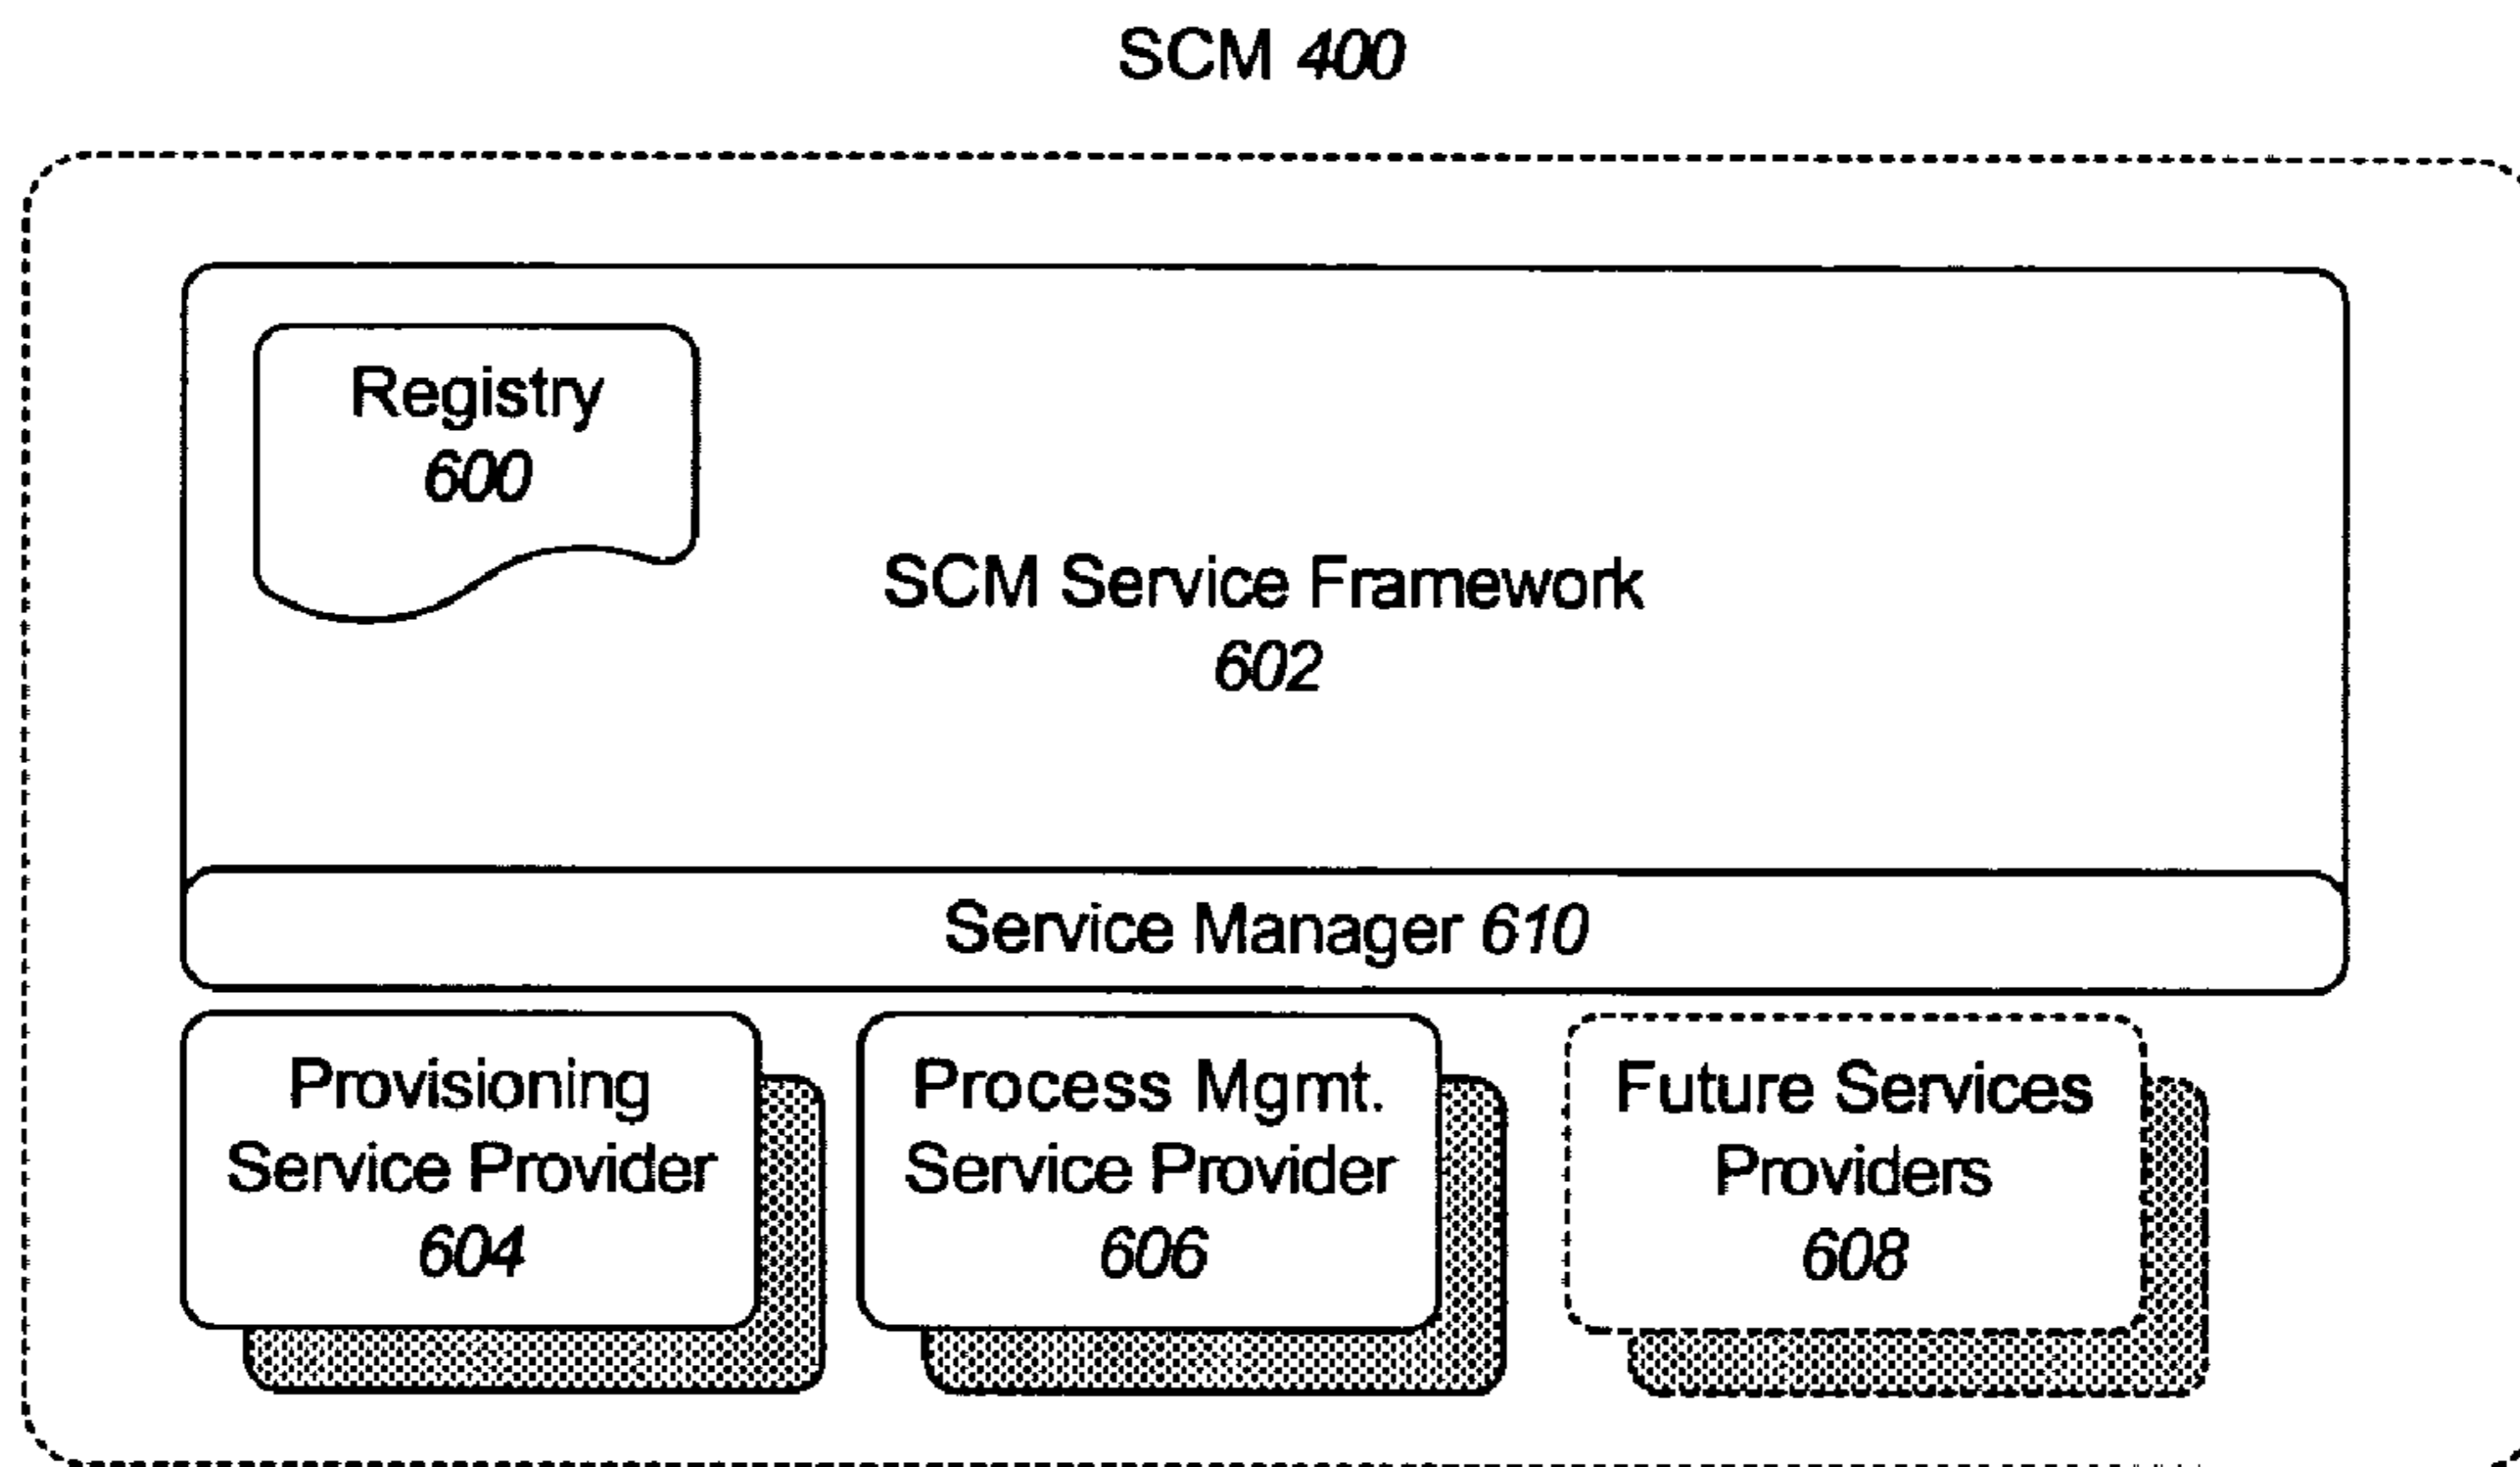 SCM 400
Registry
600
SCM Service Framework
602
Service Manager 610
Provisioning
Service Provider
604
Process Mgmt.
Service Provider
606
Future Services
Providers
608